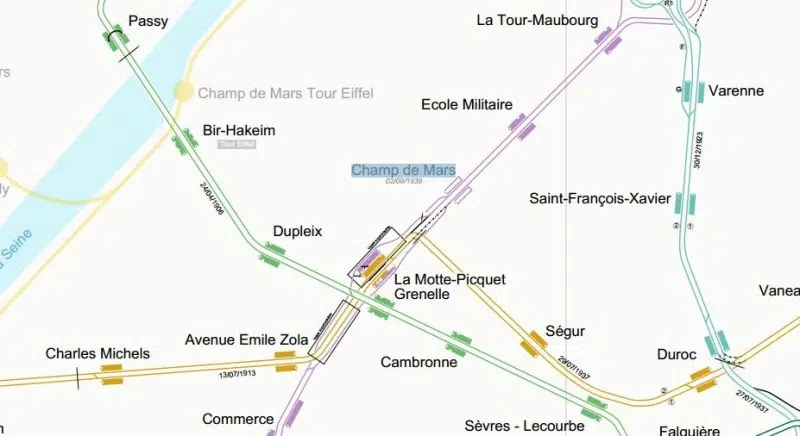 Passy
La Tour-Maubourg
Champ de Mars Tour Eiffel
Ecole Militaire
Varenne
Bir-Hakeim
Tour Eiffel
Champ de Mars
02/09/1939
24/04/1906
30/12/1923
Saint-François-Xavier
Seine
Dupleix
La Motte-Picquet
Grenelle
Vanea
Ségur
Avenue Emile Zola
Charles Michels
13/07/1913
Cambronne
29/07/1937
Duroc
27/07/1937
Commerce
Sèvres - Lecourbe
Falguière